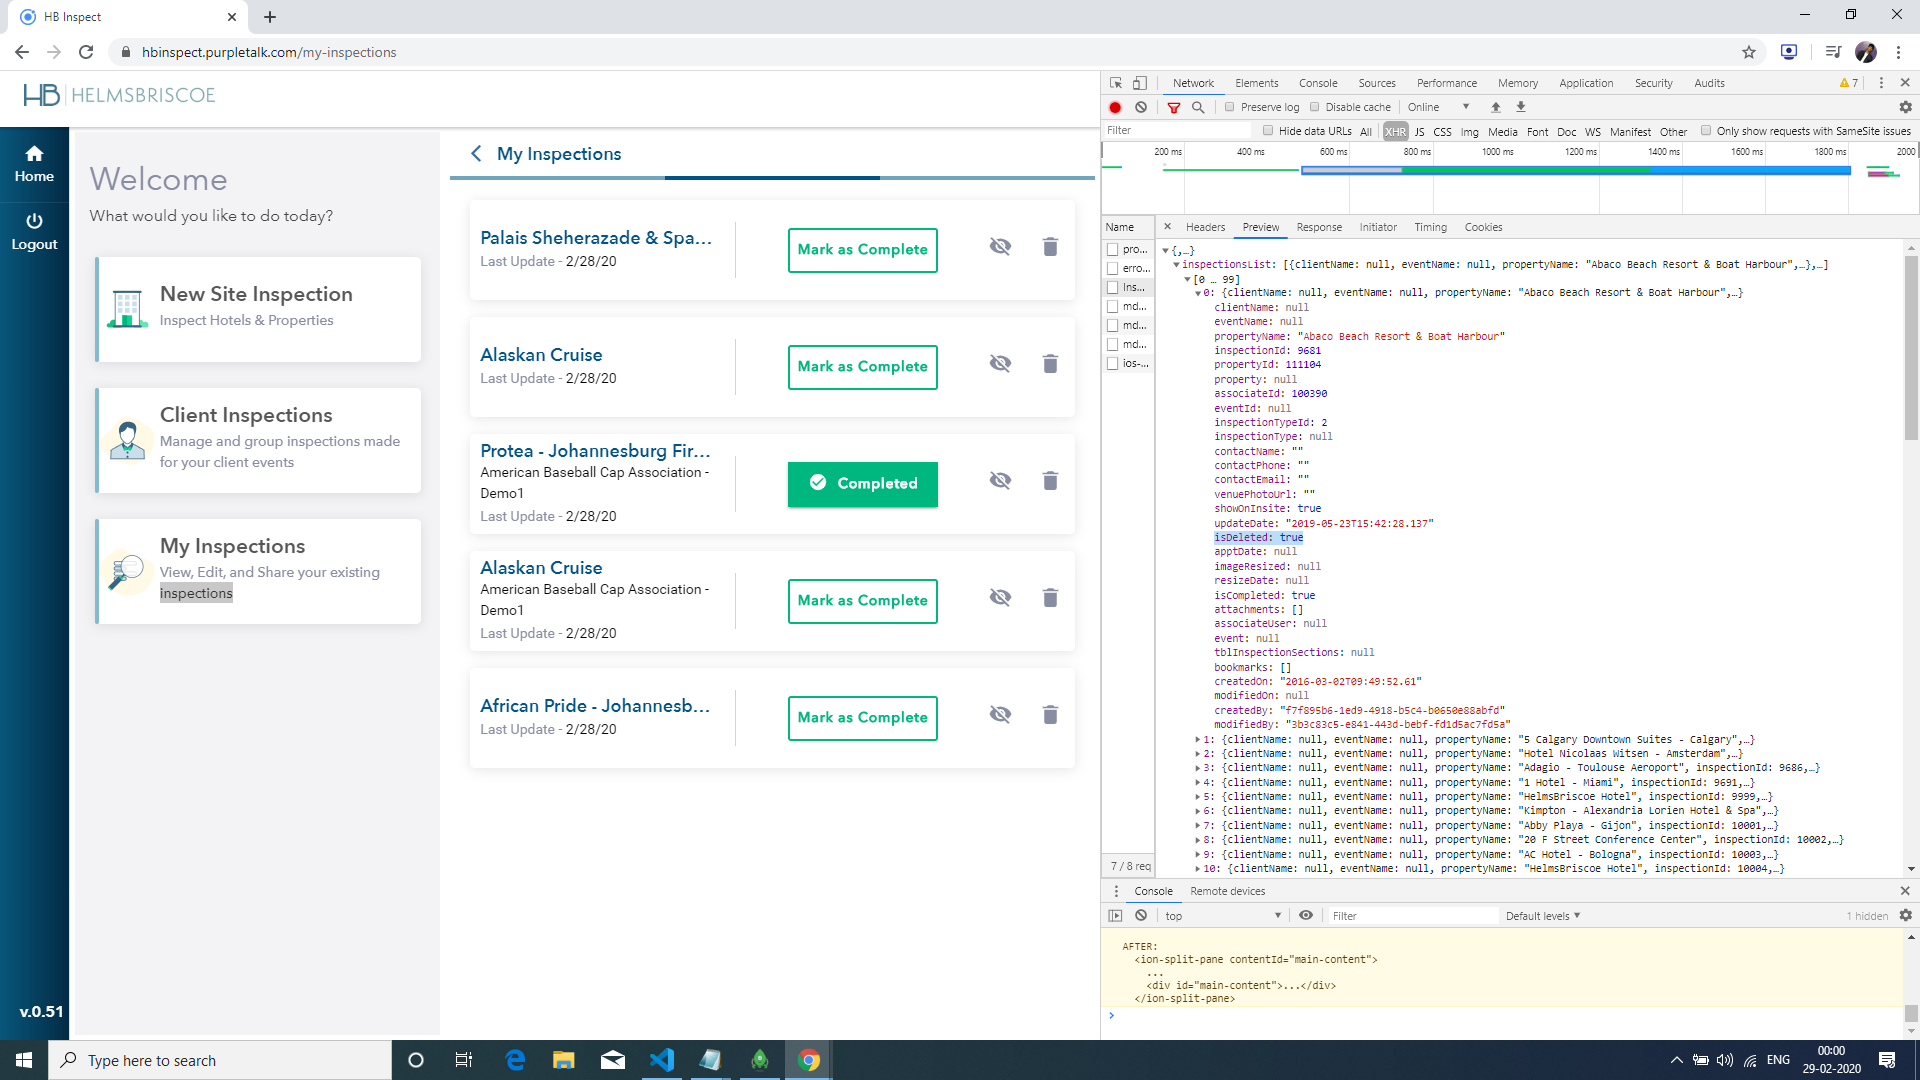 HB Inspect
hbinspect.purpletalk.com/my-inspections
HB HELMSBRISCOE
Home
Logout
v.0.51
Welcome
What would you like to do today?
New Site Inspection
Inspect Hotels & Properties
Client Inspections
Manage and group inspections made
for your client events
My Inspections
View, Edit, and Share your existing
inspections
My Inspections
Palais Sheherazade & Spa...
Last Update - 2/28/20
Mark as Complete
Alaskan Cruise
Last Update - 2/28/20
Mark as Complete
Protea - Johannesburg Fir...
American Baseball Cap Association -
Demo1
Last Update - 2/28/20
Completed
Alaskan Cruise
American Baseball Cap Association -
Demo1
Last Update - 2/28/20
Mark as Complete
African Pride - Johannesb...
Last Update - 2/28/20
Mark as Complete
Network Elements Console Sources Performance Memory Application Security Audits 7
Preserve log Disable cache Online
Filter Hide data URLs All XHR JS CSS Img Media Font Doc WS Manifest Other Only show requests with SameSite issues
200 ms 400 ms 600 ms 800 ms 1000 ms 1200 ms 1400 ms 1600 ms 1800 ms 2000
Name Headers Preview Response Initiator Timing Cookies
pro...
erro...
Ins...
md...
md...
md...
ios-...
7 / 8 req
{,…}
inspectionsList: [{clientName: null, eventName: null, propertyName: "Abaco Beach Resort & Boat Harbour",…},…]
[0 … 99]
0: {clientName: null, eventName: null, propertyName: "Abaco Beach Resort & Boat Harbour",…}
clientName: null
eventName: null
propertyName: "Abaco Beach Resort & Boat Harbour"
inspectionId: 9681
propertyId: 111104
property: null
associateId: 100390
eventId: null
inspectionTypeId: 2
inspectionType: null
contactName: ""
contactPhone: ""
contactEmail: ""
venuePhotoUrl: ""
showOnInsite: true
updateDate: "2019-05-23T15:42:28.137"
isDeleted: true
apptDate: null
imageResized: null
resizeDate: null
isCompleted: true
attachments: []
associateUser: null
event: null
tblInspectionSections: null
bookmarks: []
createdOn: "2016-03-02T09:49:52.61"
modifiedOn: null
createdBy: "f7f895b6-1ed9-4918-b5c4-b0650e88abfd"
modifiedBy: "3b3c83c5-e841-443d-bebf-fd1d5ac7fd5a"
1: {clientName: null, eventName: null, propertyName: "5 Calgary Downtown Suites - Calgary",…}
2: {clientName: null, eventName: null, propertyName: "Hotel Nicolaas Witsen - Amsterdam",…}
3: {clientName: null, eventName: null, propertyName: "Adagio - Toulouse Aeroport", inspectionId: 9686,…}
4: {clientName: null, eventName: null, propertyName: "1 Hotel - Miami", inspectionId: 9691,…}
5: {clientName: null, eventName: null, propertyName: "HelmsBriscoe Hotel", inspectionId: 9999,…}
6: {clientName: null, eventName: null, propertyName: "Kimpton - Alexandria Lorien Hotel & Spa",…}
7: {clientName: null, eventName: null, propertyName: "Abby Playa - Gijon", inspectionId: 10001,…}
8: {clientName: null, eventName: null, propertyName: "20 F Street Conference Center", inspectionId: 10002,…}
9: {clientName: null, eventName: null, propertyName: "AC Hotel - Bologna", inspectionId: 10003,…}
10: {clientName: null, eventName: null, propertyName: "HelmsBriscoe Hotel", inspectionId: 10004,…}
Console Remote devices
top Filter Default levels 1 hidden
AFTER:
<ion-split-pane contentId="main-content">
...
<div id="main-content">...</div>
</ion-split-pane>
Type here to search
ENG
00:00
29-02-2020